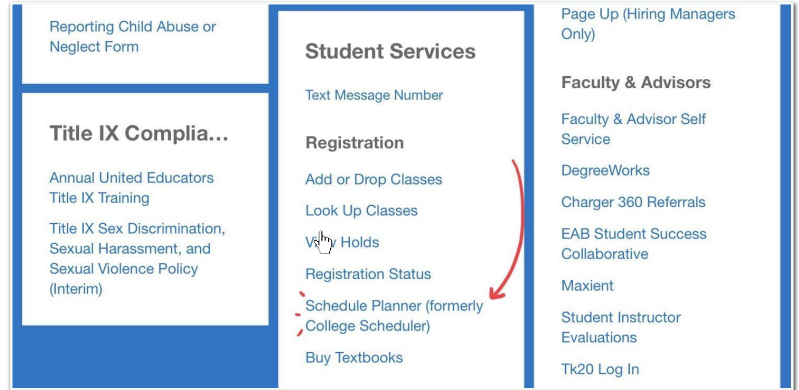 Reporting Child Abuse or
Neglect Form
Title IX Complia...
Annual United Educators
Title IX Training
Title IX Sex Discrimination,
Sexual Harassment, and
Sexual Violence Policy
(Interim)
Student Services
Text Message Number
Registration
Add or Drop Classes
Look Up Classes
View Holds
Registration Status
Schedule Planner (formerly
College Scheduler)
Buy Textbooks
Page Up (Hiring Managers
Only)
Faculty & Advisors
Faculty & Advisor Self
Service
DegreeWorks
Charger 360 Referrals
EAB Student Success
Collaborative
Maxient
Student Instructor
Evaluations
Tk20 Log In